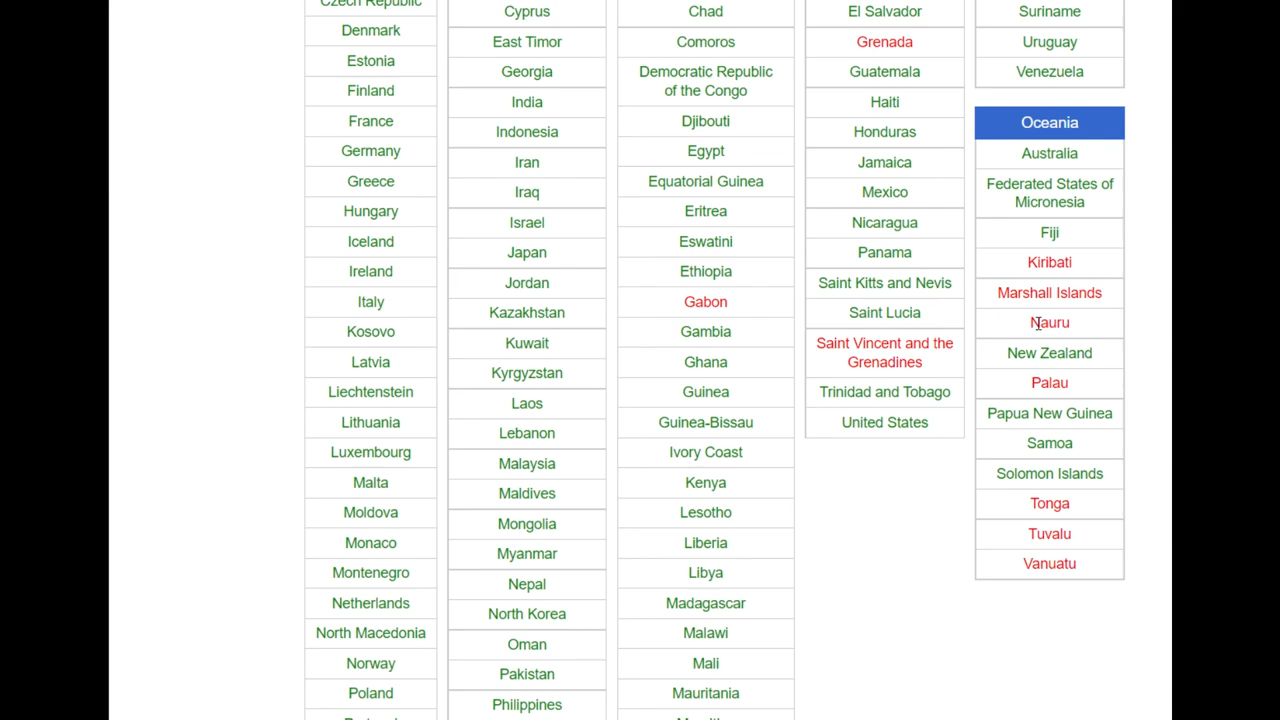 Czech Republic
Denmark
Estonia
Finland
France
Germany
Greece
Hungary
Iceland
Ireland
Italy
Kosovo
Latvia
Liechtenstein
Lithuania
Luxembourg
Malta
Moldova
Monaco
Montenegro
Netherlands
North Macedonia
Norway
Poland
Cyprus
East Timor
Georgia
India
Indonesia
Iran
Iraq
Israel
Japan
Jordan
Kazakhstan
Kuwait
Kyrgyzstan
Laos
Lebanon
Malaysia
Maldives
Mongolia
Myanmar
Nepal
North Korea
Oman
Pakistan
Philippines
Chad
Comoros
Democratic Republic
of the Congo
Djibouti
Egypt
Equatorial Guinea
Eritrea
Eswatini
Ethiopia
Gabon
Gambia
Ghana
Guinea
Guinea-Bissau
Ivory Coast
Kenya
Lesotho
Liberia
Libya
Madagascar
Malawi
Mali
Mauritania
El Salvador
Grenada
Guatemala
Haiti
Honduras
Jamaica
Mexico
Nicaragua
Panama
Saint Kitts and Nevis
Saint Lucia
Saint Vincent and the
Grenadines
Trinidad and Tobago
United States
Suriname
Uruguay
Venezuela
Oceania
Australia
Federated States of
Micronesia
Fiji
Kiribati
Marshall Islands
Nauru
New Zealand
Palau
Papua New Guinea
Samoa
Solomon Islands
Tonga
Tuvalu
Vanuatu